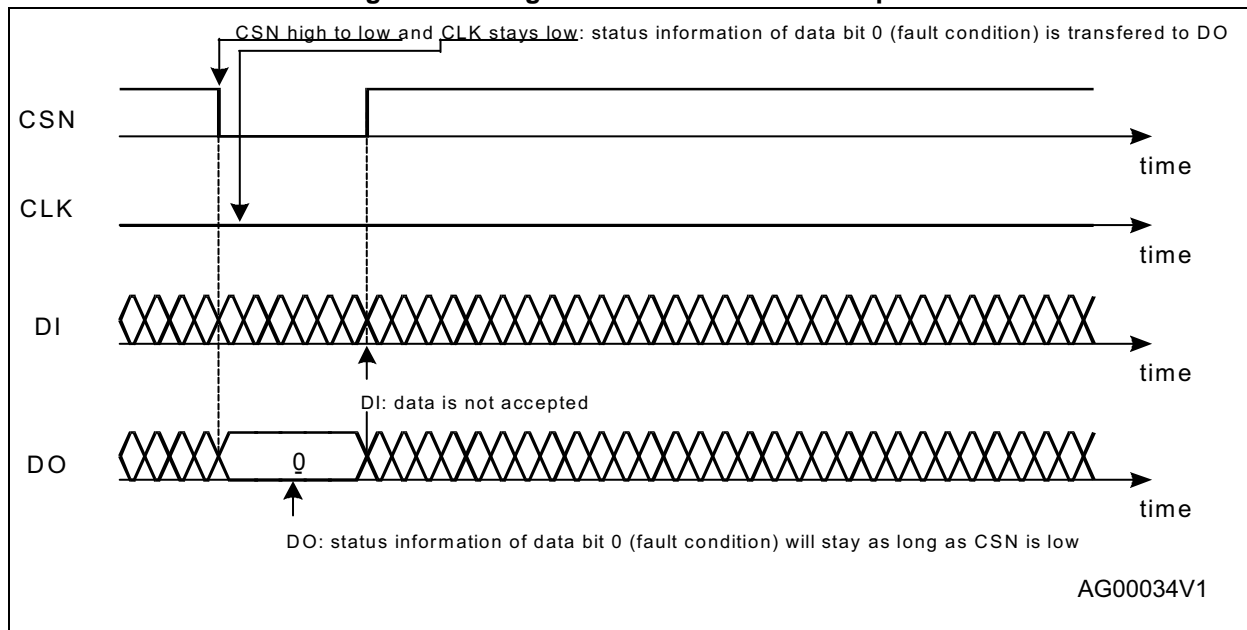 CSN high to low and CLK stays low: status information of data bit 0 (fault condition) is transfered to DO
CSN
time
CLK
time
DI
time
DI: data is not accepted
DO
0
time
DO: status information of data bit 0 (fault condition) will stay as long as CSN is low
AG00034V1